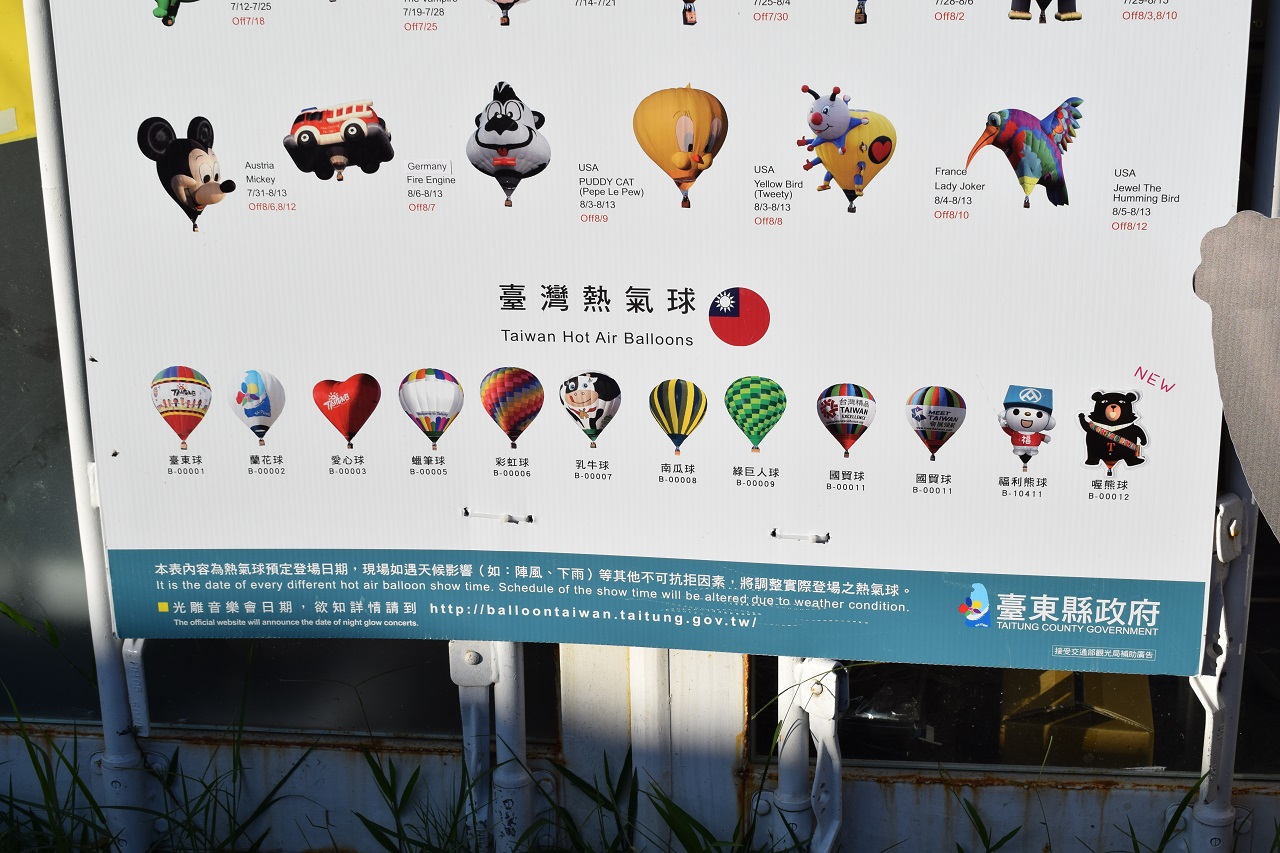 7/12-7/25
Off7/18
The Vampire
7/19-7/28
Off7/25
7/14-7/21
7/25-8/4
Off7/30
7/28-8/6
Off8/2
7/29-8/13
Off8/3,8/10
Austria
Mickey
7/31-8/13
Off8/6,8/12
Germany
Fire Engine
8/6-8/13
Off8/7
USA
PUDDY CAT
(Pepe Le Pew)
8/3-8/13
Off8/9
USA
Yellow Bird
(Tweety)
8/3-8/13
Off8/8
France
Lady Joker
8/4-8/13
Off8/10
USA
Jewel The
Humming Bird
8/5-8/13
Off8/12
臺灣熱氣球
Taiwan Hot Air Balloons
NEW
臺東球
B-00001
蘭花球
B-00002
愛心球
B-00003
蠟筆球
B-00005
彩虹球
B-00006
乳牛球
B-00007
南瓜球
B-00008
綠巨人球
B-00009
台灣精品
TAIWAN
EXCELLENCE
國貿球
B-00011
MEET
TAIWAN
國貿球
B-00011
福
福利熊球
B-10411
T
喔熊球
B-00012
本表內容為熱氣球預定登場日期，現場如遇天候影響（如：陣風、下雨）等其他不可抗拒因素，將調整實際登場之熱氣球。
It is the date of every different hot air balloon show time. Schedule of the show time will be altered due to weather condition.
光雕音樂會日期，欲知詳情請到 http://balloontaiwan.taitung.gov.tw/
The official website will announce the date of night glow concerts.
臺東縣政府
TAITUNG COUNTY GOVERNMENT
接受交通部觀光局補助廣告